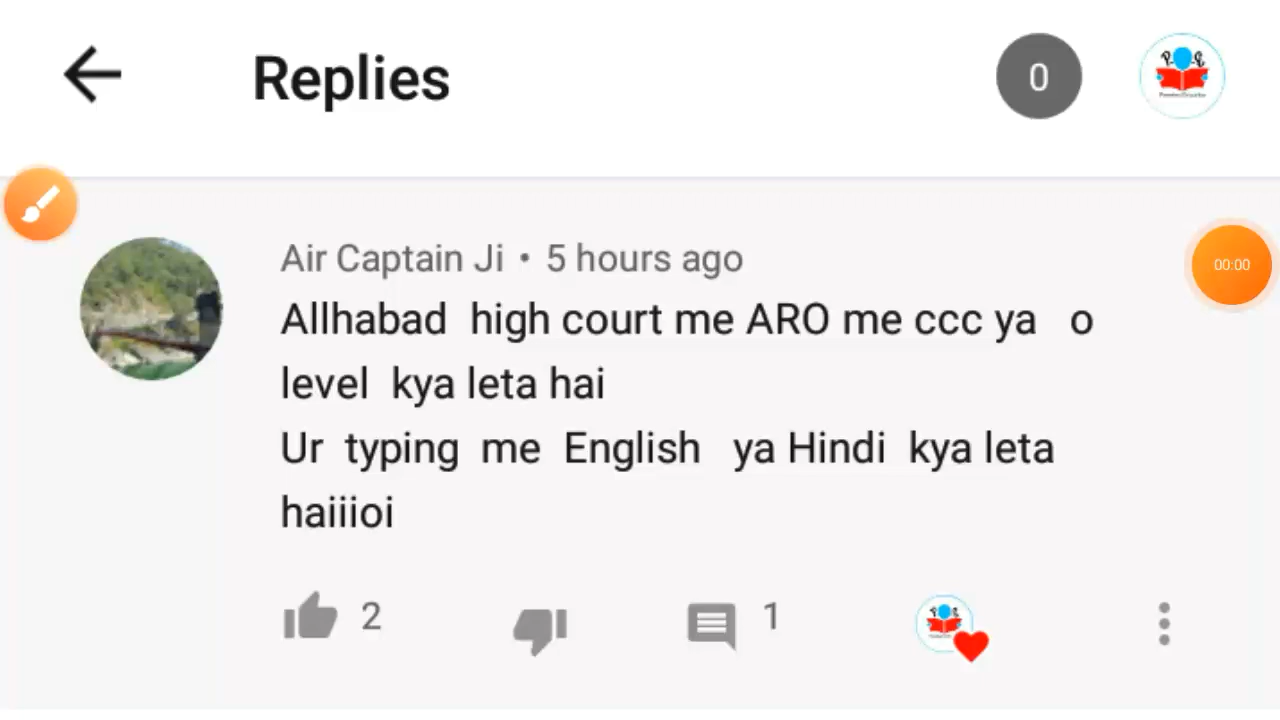 Replies
0
00:00
Air Captain Ji • 5 hours ago
Allhabad high court me ARO me ccc ya o
level kya leta hai
Ur typing me English ya Hindi kya leta
haiiioi
2
1